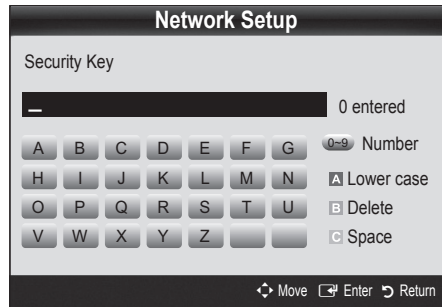 Network Setup
Security Key
_ 0 entered
A B C D E F G 0~9 Number
H I J K L M N A Lower case
O P Q R S T U B Delete
V W X Y Z C Space
Move Enter Return